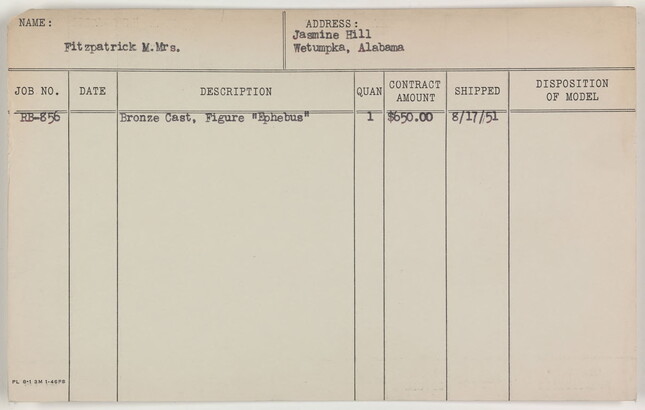 NAME: ADDRESS:
Fitzpatrick M.Mrs. Jasmine Hill
Wetumpka, Alabama
JOB NO. DATE DESCRIPTION QUAN CONTRACT AMOUNT SHIPPED DISPOSITION OF MODEL
RB-856 Bronze Cast, Figure "Ephebus" 1 $650.00 8/17/51